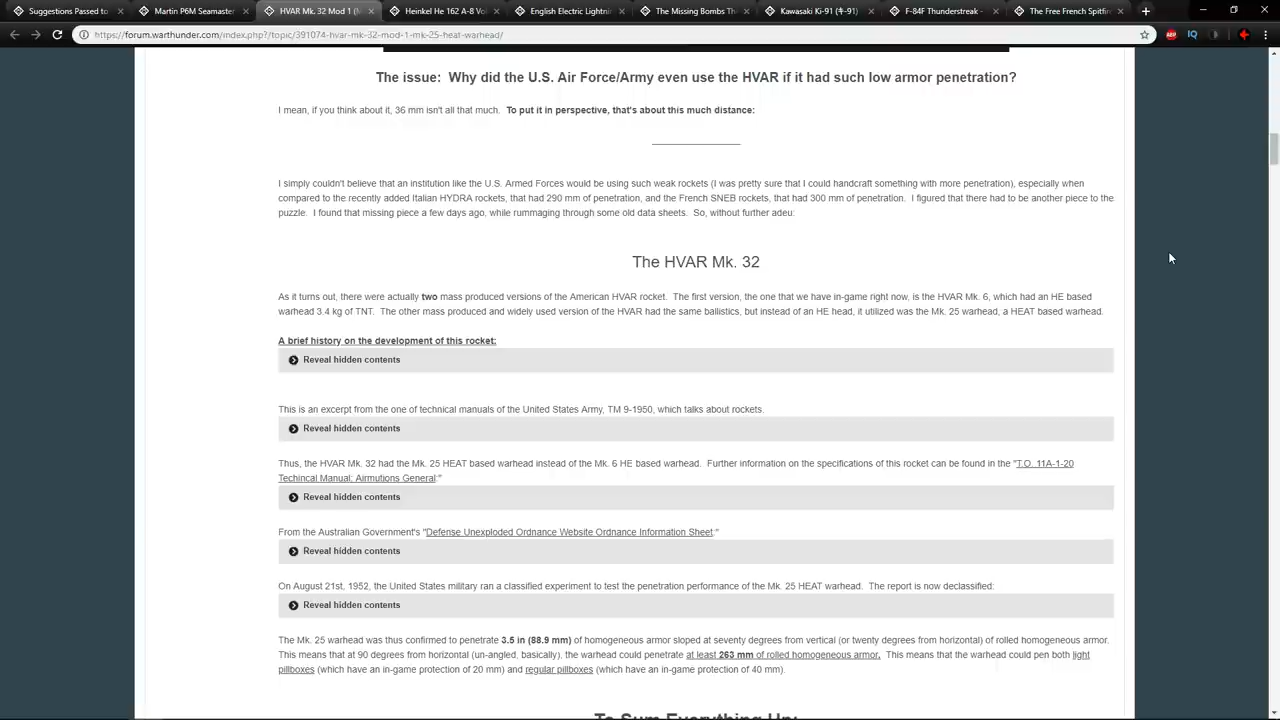 Suggestions To
Martin P6M Seamaster
HVAR Mk. 32 mod 1
Heinkel He 162 A-8 V
English Electric Lightn
Sturmgewehr
Missing Bombs The
Kawasaki Ki-91 (キ-91)
F-84F Thunderstreak
The Free French Spitfir
https://forum.warthunder.com/index.php?/topic/391074-hvar-mk-32-mod-1-mk-25-heat-warhead/
The issue: Why did the U.S. Air Force/Army even use the HVAR if it had such low armor penetration?
I mean, if you think about it, 36 mm isn't all that much. To put it in perspective, that's about this much distance:
I simply couldn't believe that an institution like the U.S. Armed Forces would be using such weak rockets (I was pretty sure that I could handcraft something with more penetration), especially when
compared to the recently added Italian HYDRA rockets, that had 290 mm of penetration, and the French SNEB rockets, that had 300 mm of penetration. I figured that there had to be another piece to the
puzzle. I found that missing piece a few days ago, while rummaging through some old data sheets. So, without further adeu:
The HVAR Mk. 32
As it turns out, there were actually two mass produced versions of the American HVAR rocket. The first version, the one that we have in-game right now, is the HVAR Mk. 6, which had an HE based
warhead 3.4 kg of TNT. The other mass produced and widely used version of the HVAR had the same ballistics, but instead of an HE head, it utilized was the Mk. 25 warhead, a HEAT based warhead.
A brief history on the development of this rocket:
Reveal hidden contents
This is an excerpt from the one of technical manuals of the United States Army, TM 9-1950, which talks about rockets.
Reveal hidden contents
Thus, the HVAR Mk. 32 had the Mk. 25 HEAT based warhead instead of the Mk. 6 HE based warhead. Further information on the specifications of this rocket can be found in the "T.O. 11A-1-20
Techincal Manual; Airmutions General:"
Reveal hidden contents
From the Australian Government's "Defense Unexploded Ordnance Website Ordnance Information Sheet:"
Reveal hidden contents
On August 21st, 1952, the United States military ran a classified experiment to test the penetration performance of the Mk. 25 HEAT warhead. The report is now declassified:
Reveal hidden contents
The Mk. 25 warhead was thus confirmed to penetrate 3.5 in (88.9 mm) of homogeneous armor sloped at seventy degrees from vertical (or twenty degrees from horizontal) of rolled homogeneous armor.
This means that at 90 degrees from horizontal (un-angled, basically), the warhead could penetrate at least 263 mm of rolled homogeneous armor. This means that the warhead could pen both light
pillboxes (which have an in-game protection of 20 mm) and regular pillboxes (which have an in-game protection of 40 mm).
To Sum Everything Up: